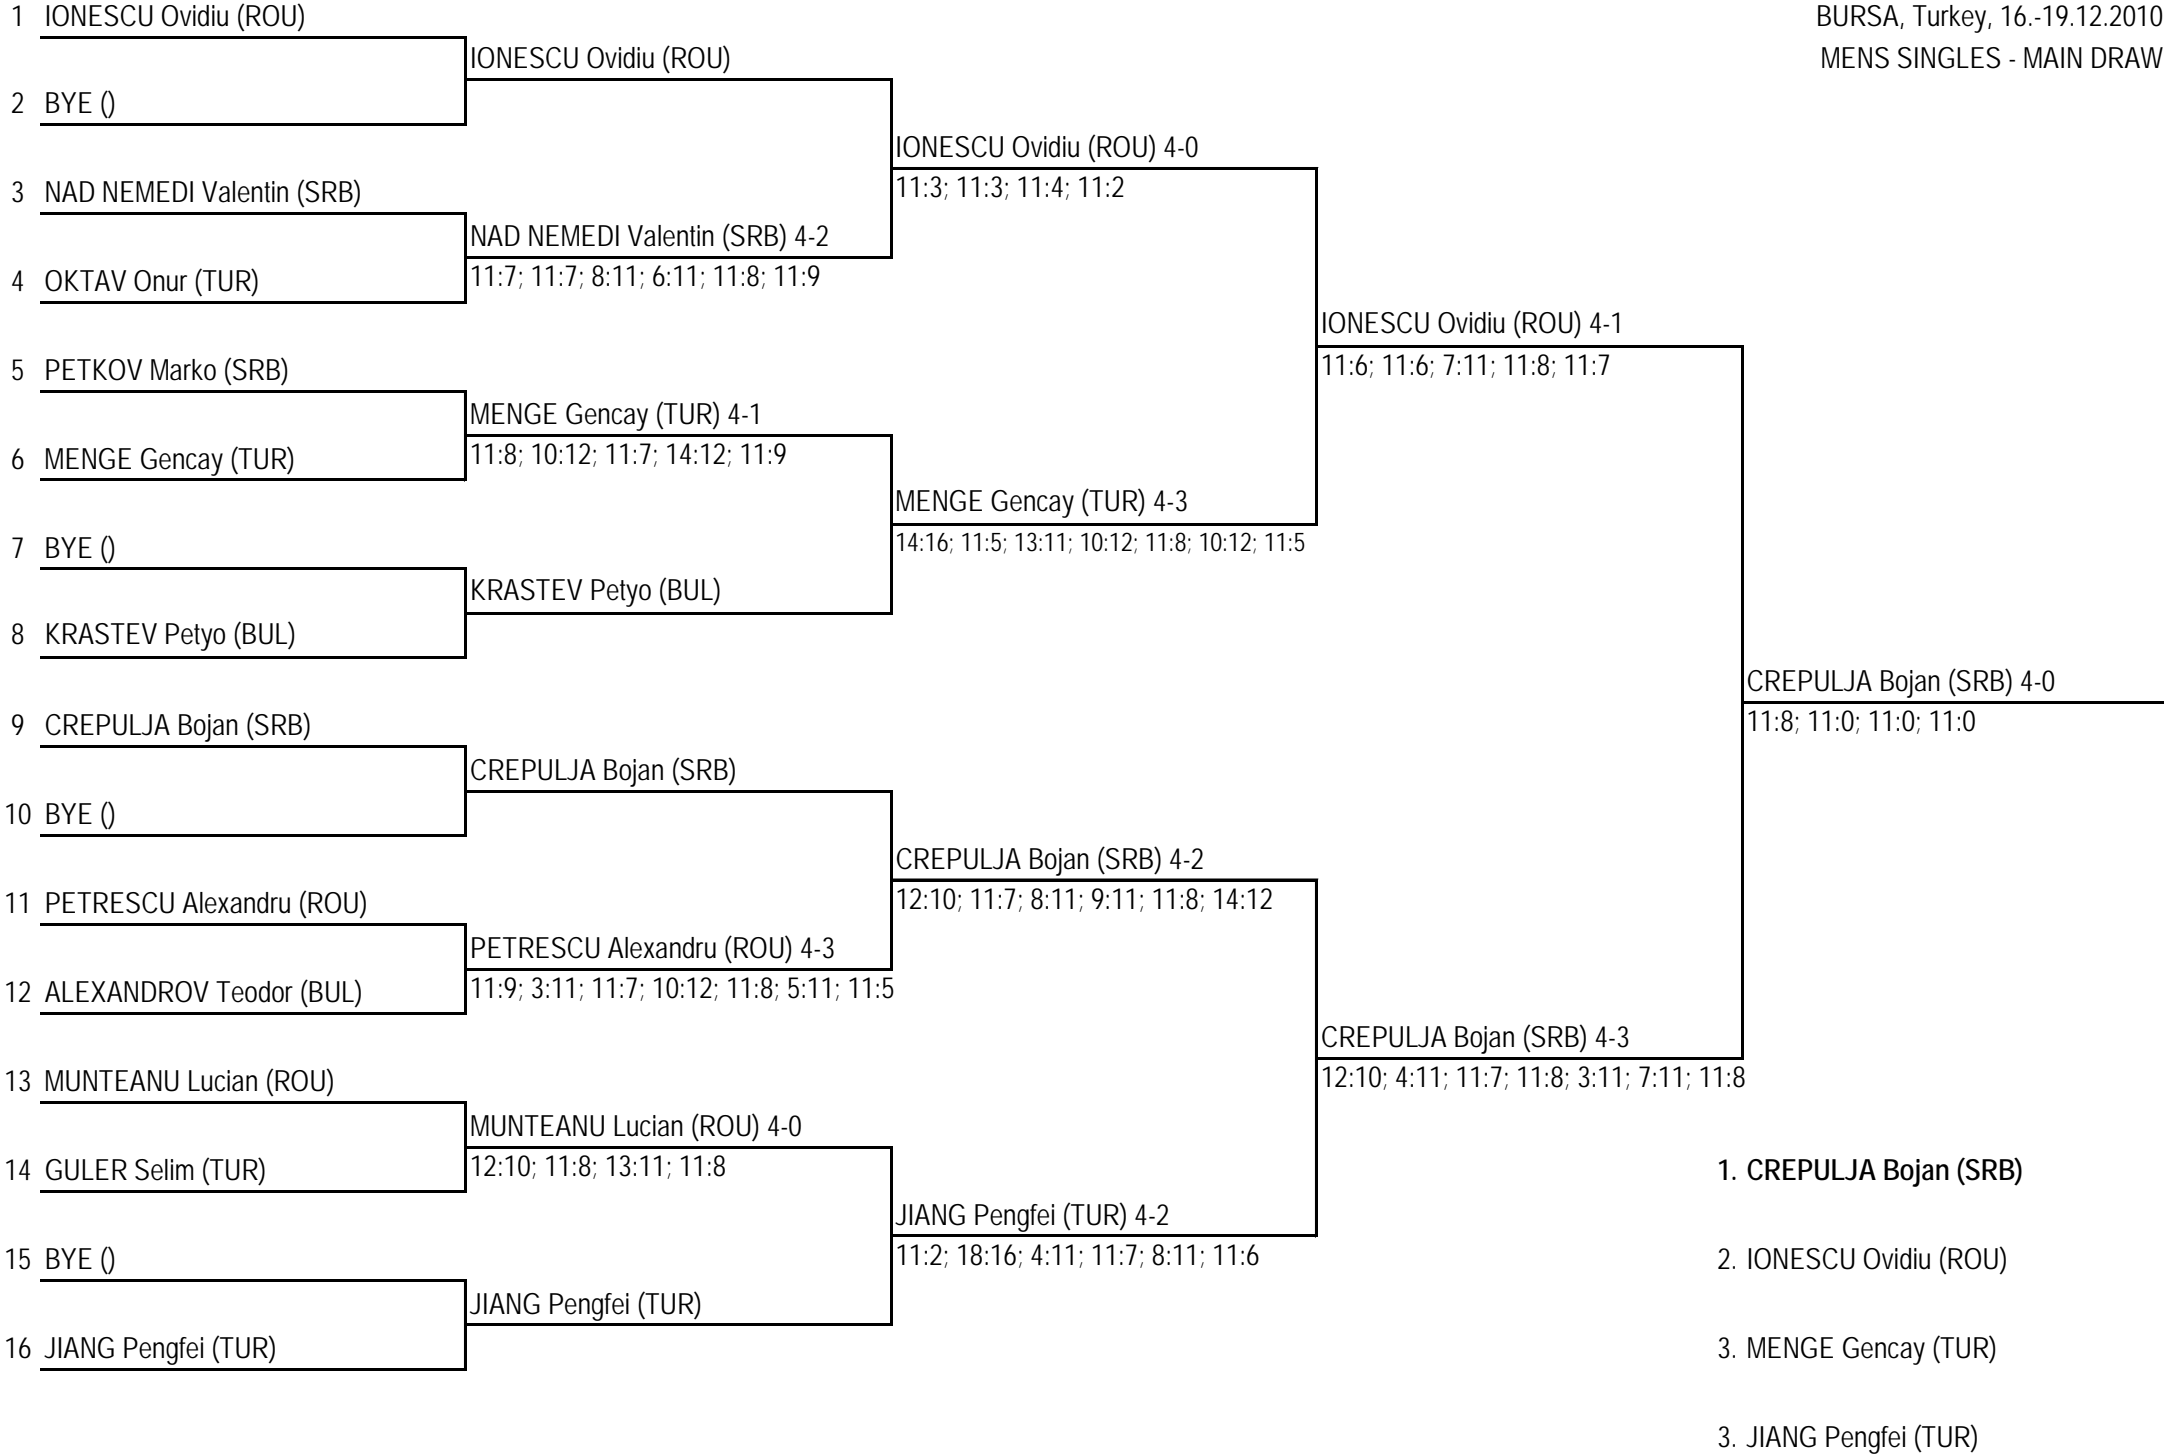 1 IONESCU Ovidiu (ROU)
BURSA, Turkey, 16.-19.12.2010
IONESCU Ovidiu (ROU)
MENS SINGLES - MAIN DRAW
2 BYE ()
IONESCU Ovidiu (ROU) 4-0
3 NAD NEMEDI Valentin (SRB)
11:3; 11:3; 11:4; 11:2
NAD NEMEDI Valentin (SRB) 4-2
4 OKTAV Onur (TUR)
11:7; 11:7; 8:11; 6:11; 11:8; 11:9
IONESCU Ovidiu (ROU) 4-1
5 PETKOV Marko (SRB)
11:6; 11:6; 7:11; 11:8; 11:7
MENGE Gencay (TUR) 4-1
6 MENGE Gencay (TUR)
11:8; 10:12; 11:7; 14:12; 11:9
MENGE Gencay (TUR) 4-3
7 BYE ()
14:16; 11:5; 13:11; 10:12; 11:8; 10:12; 11:5
KRASTEV Petyo (BUL)
8 KRASTEV Petyo (BUL)
CREPULJA Bojan (SRB) 4-0
9 CREPULJA Bojan (SRB)
11:8; 11:0; 11:0; 11:0
CREPULJA Bojan (SRB)
10 BYE ()
CREPULJA Bojan (SRB) 4-2
11 PETRESCU Alexandru (ROU)
12:10; 11:7; 8:11; 9:11; 11:8; 14:12
PETRESCU Alexandru (ROU) 4-3
12 ALEXANDROV Teodor (BUL)
11:9; 3:11; 11:7; 10:12; 11:8; 5:11; 11:5
CREPULJA Bojan (SRB) 4-3
13 MUNTEANU Lucian (ROU)
12:10; 4:11; 11:7; 11:8; 3:11; 7:11; 11:8
MUNTEANU Lucian (ROU) 4-0
14 GULER Selim (TUR)
12:10; 11:8; 13:11; 11:8
1. CREPULJA Bojan (SRB)
JIANG Pengfei (TUR) 4-2
15 BYE ()
11:2; 18:16; 4:11; 11:7; 8:11; 11:6
2. IONESCU Ovidiu (ROU)
JIANG Pengfei (TUR)
16 JIANG Pengfei (TUR)
3. MENGE Gencay (TUR)
3. JIANG Pengfei (TUR)